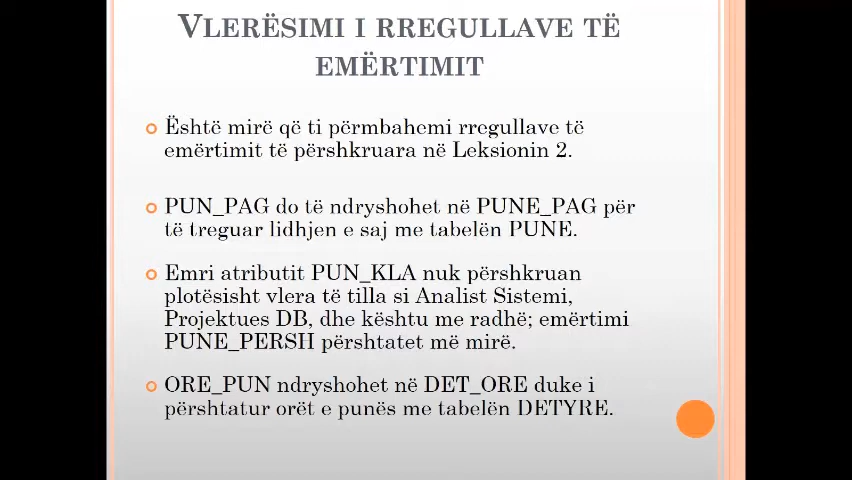 VLERËSIMI I RREGULLAVE TË
EMËRTIMIT
Është mirë që ti përmbahemi rregullave të
emërtimit të përshkruara në Leksionin 2.
PUN_PAG do të ndryshohet në PUNE_PAG për
të treguar lidhjen e saj me tabelën PUNE.
Emri atributit PUN_KLA nuk përshkruan
plotësisht vlera të tilla si Analist Sistemi,
Projektues DB, dhe kështu me radhë; emërtimi
PUNE_PERSH përshtatet më mirë.
ORE_PUN ndryshohet në DET_ORE duke i
përshtatur orët e punës me tabelën DETYRE.